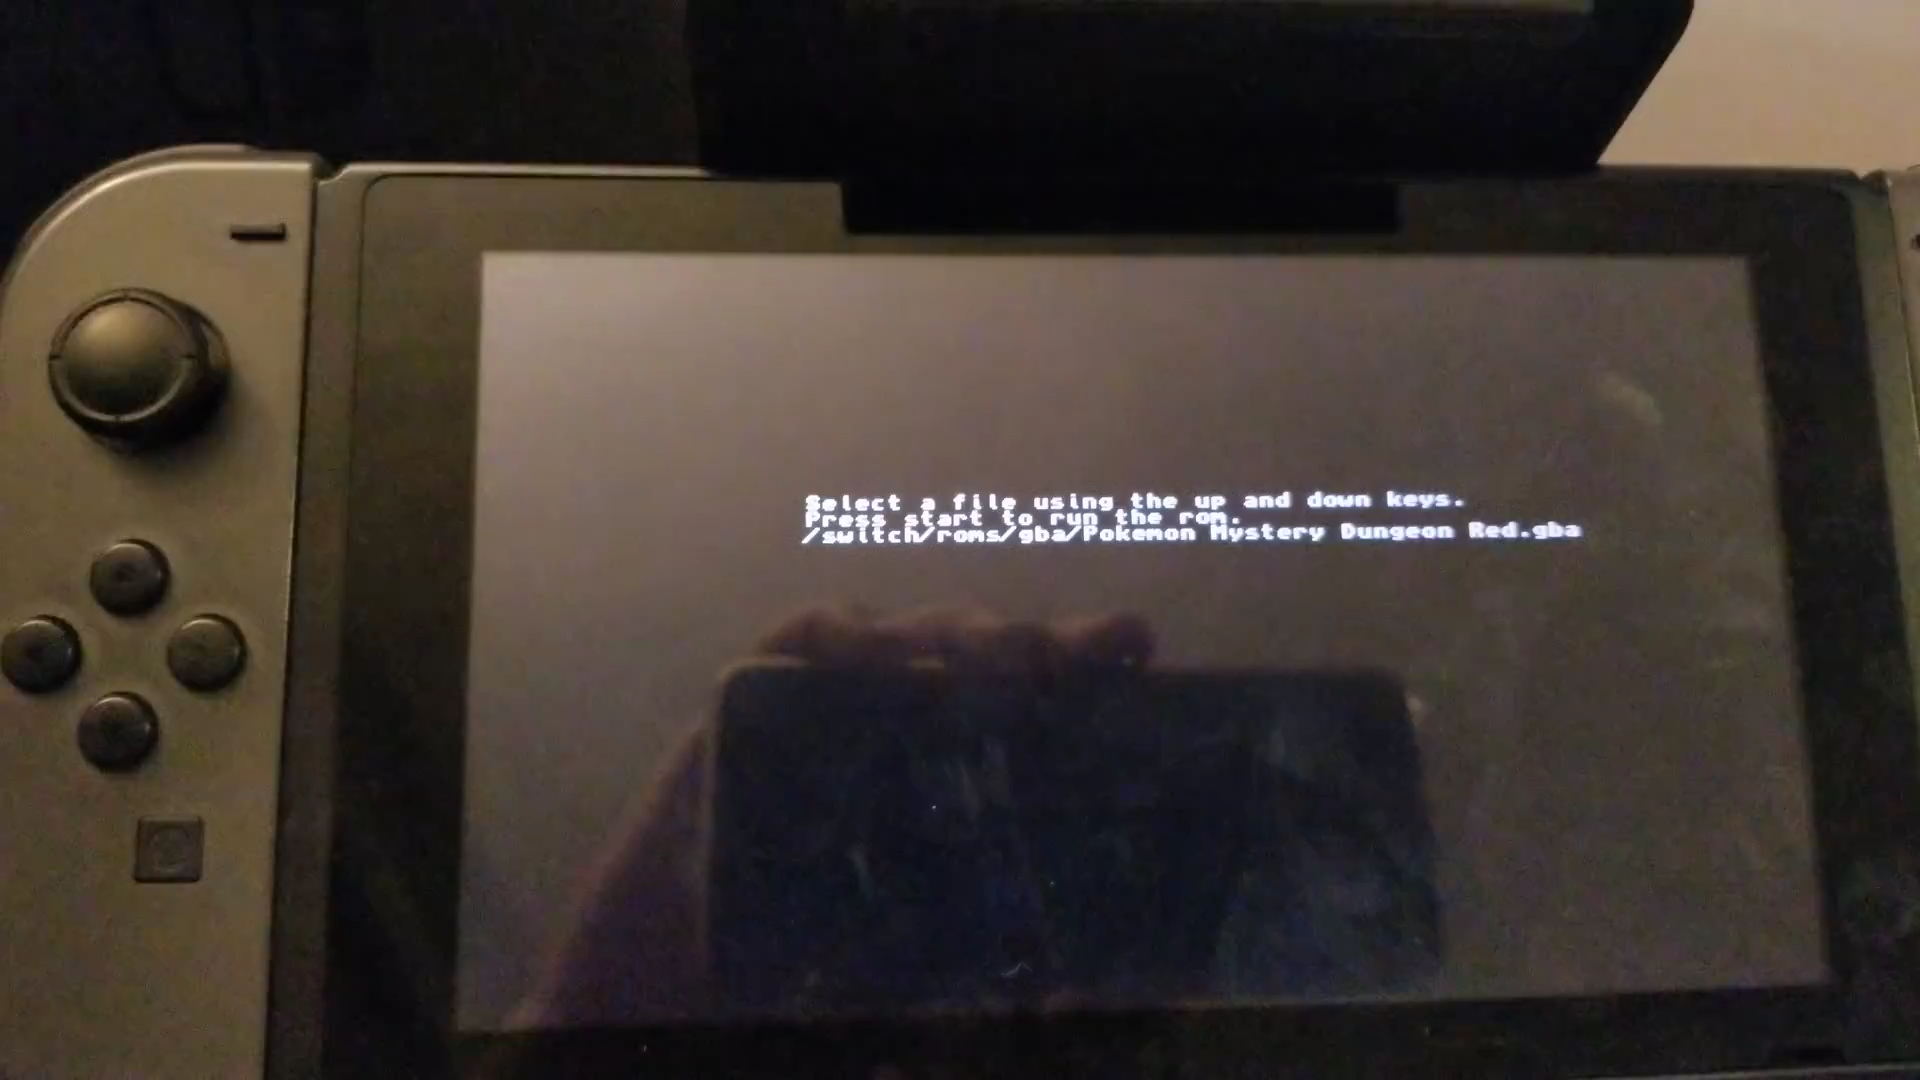 Select a file using the up and down keys.
Press start to run the rom.
/switch/roms/gba/Pokemon Mystery Dungeon Red.gba